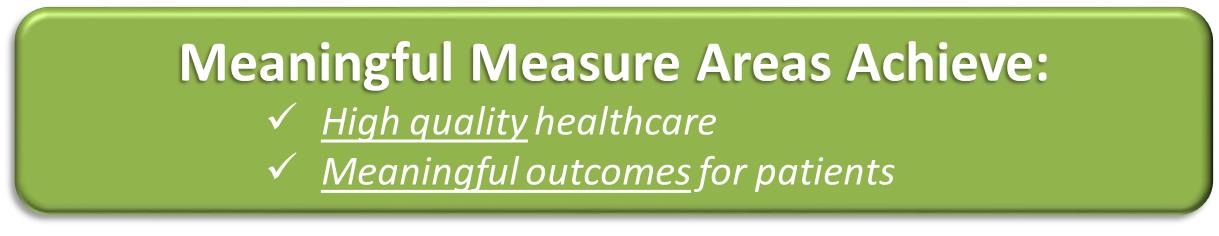 Meaningful Measure Areas Achieve:
✓ High quality healthcare
✓ Meaningful outcomes for patients